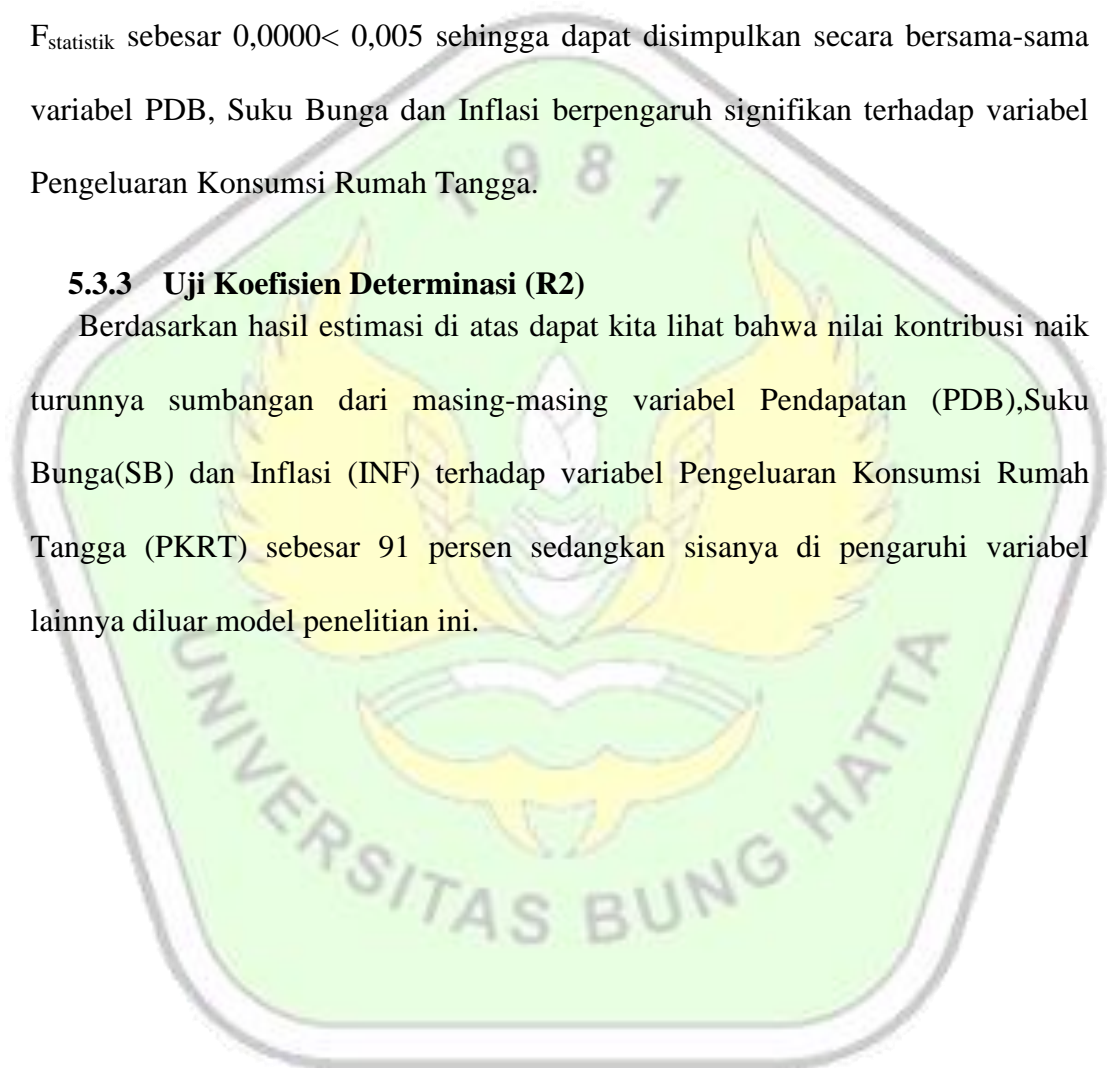 F_statistik sebesar 0,0000< 0,005 sehingga dapat disimpulkan secara bersama-sama
variabel PDB, Suku Bunga dan Inflasi berpengaruh signifikan terhadap variabel
Pengeluaran Konsumsi Rumah Tangga.
5.3.3 Uji Koefisien Determinasi (R2)
Berdasarkan hasil estimasi di atas dapat kita lihat bahwa nilai kontribusi naik
turunnya sumbangan dari masing-masing variabel Pendapatan (PDB),Suku
Bunga(SB) dan Inflasi (INF) terhadap variabel Pengeluaran Konsumsi Rumah
Tangga (PKRT) sebesar 91 persen sedangkan sisanya di pengaruhi variabel
lainnya diluar model penelitian ini.
1981
UNIVERSITAS BUNG HATTA